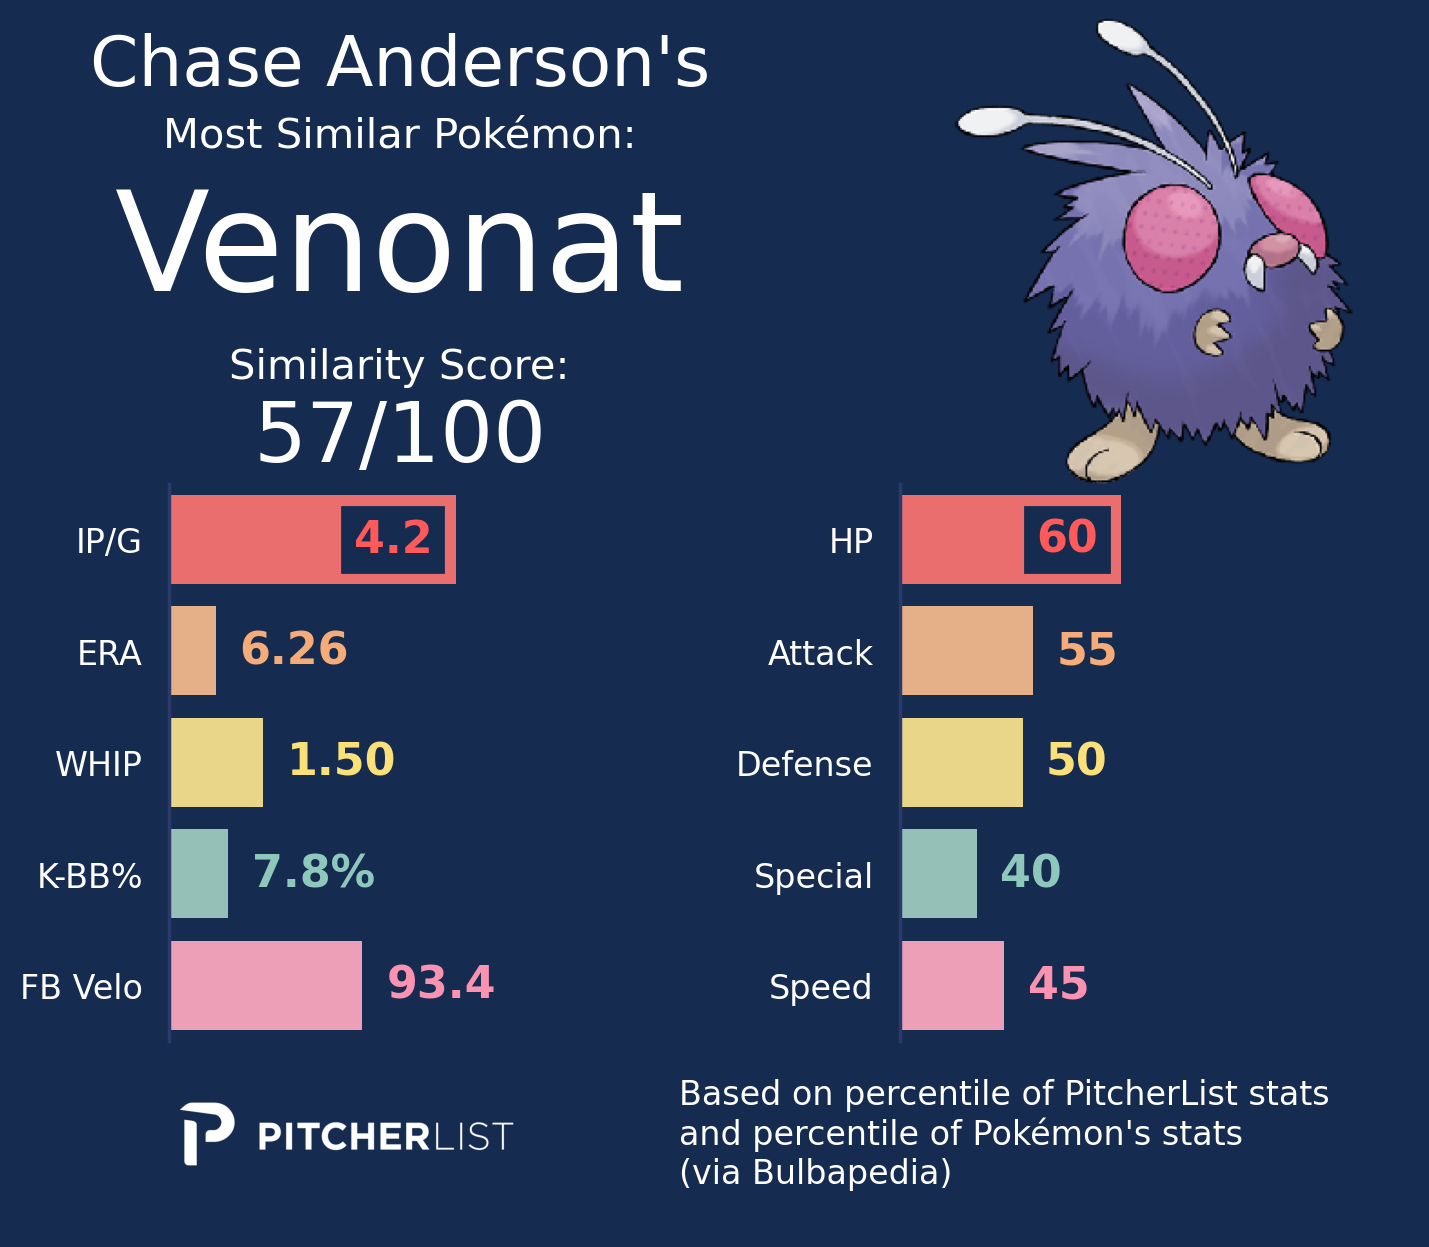 Chase Anderson's
Most Similar Pokémon:
Venonat
Similarity Score:
57/100
IP/G 4.2
ERA 6.26
WHIP 1.50
K-BB% 7.8%
FB Velo 93.4
HP 60
Attack 55
Defense 50
Special 40
Speed 45
PITCHERLIST
Based on percentile of PitcherList stats
and percentile of Pokémon's stats
(via Bulbapedia)